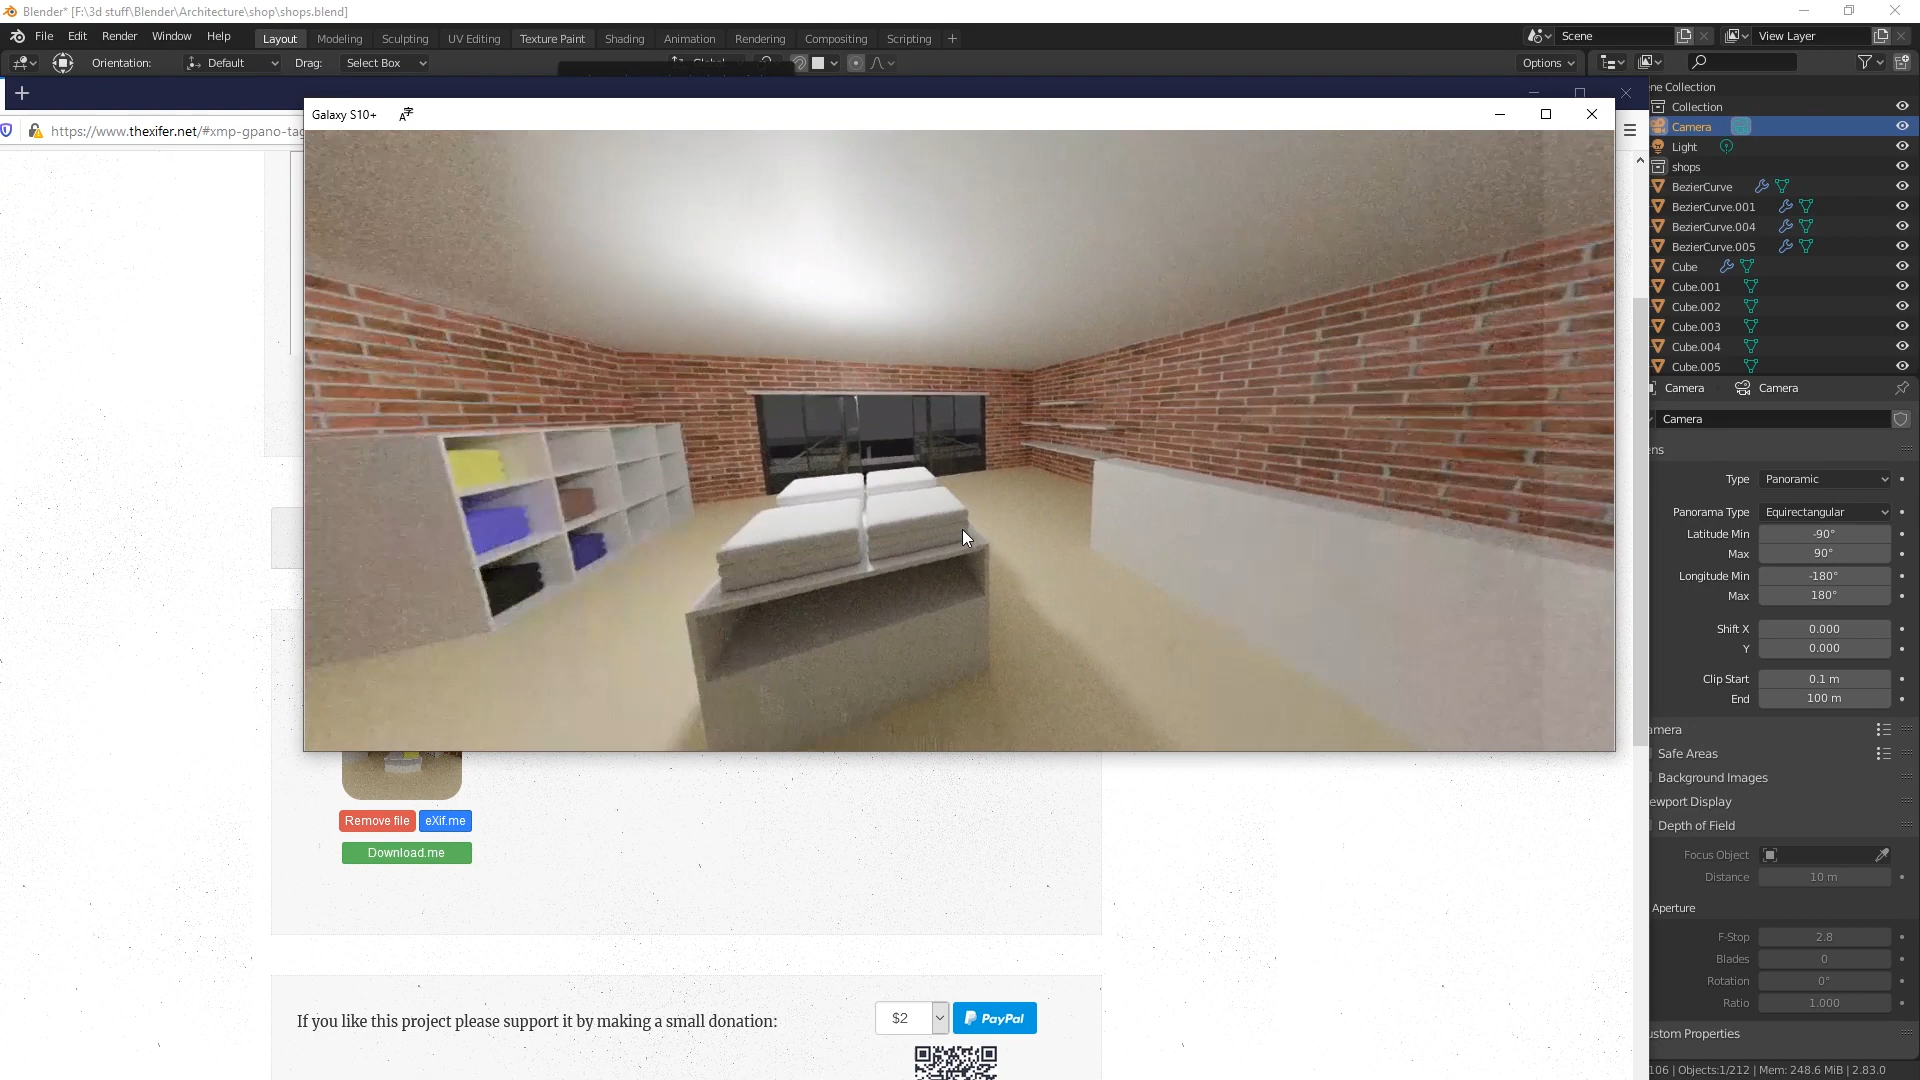 Blender* [F:\3d stuff\Blender\Architecture\shop\shops.blend]
File Edit Render Window Help
Layout Modeling Sculpting UV Editing Texture Paint Shading Animation Rendering Compositing Scripting +
Scene
View Layer
Orientation: Default Drag: Select Box
Options
https://www.thexifer.net/#xmp-gpano-tag
Galaxy S10+
ne Collection
Collection
Camera
Light
shops
BezierCurve
BezierCurve.001
BezierCurve.004
BezierCurve.005
Cube
Cube.001
Cube.002
Cube.003
Cube.004
Cube.005
Camera Camera
Camera
ens
Type Panoramic
Panorama Type Equirectangular
Latitude Min -90°
Max 90°
Longitude Min -180°
Max 180°
Shift X 0.000
Y 0.000
Clip Start 0.1 m
End 100 m
amera
Safe Areas
Background Images
ewport Display
Depth of Field
Focus Object
Distance 10 m
Aperture
F-Stop 2.8
Blades 0
Rotation 0°
Ratio 1.000
ustom Properties
106 | Objects:1/212 | Mem: 248.6 MiB | 2.83.0
Remove file eXif.me
Download.me
If you like this project please support it by making a small donation:
$2
PayPal